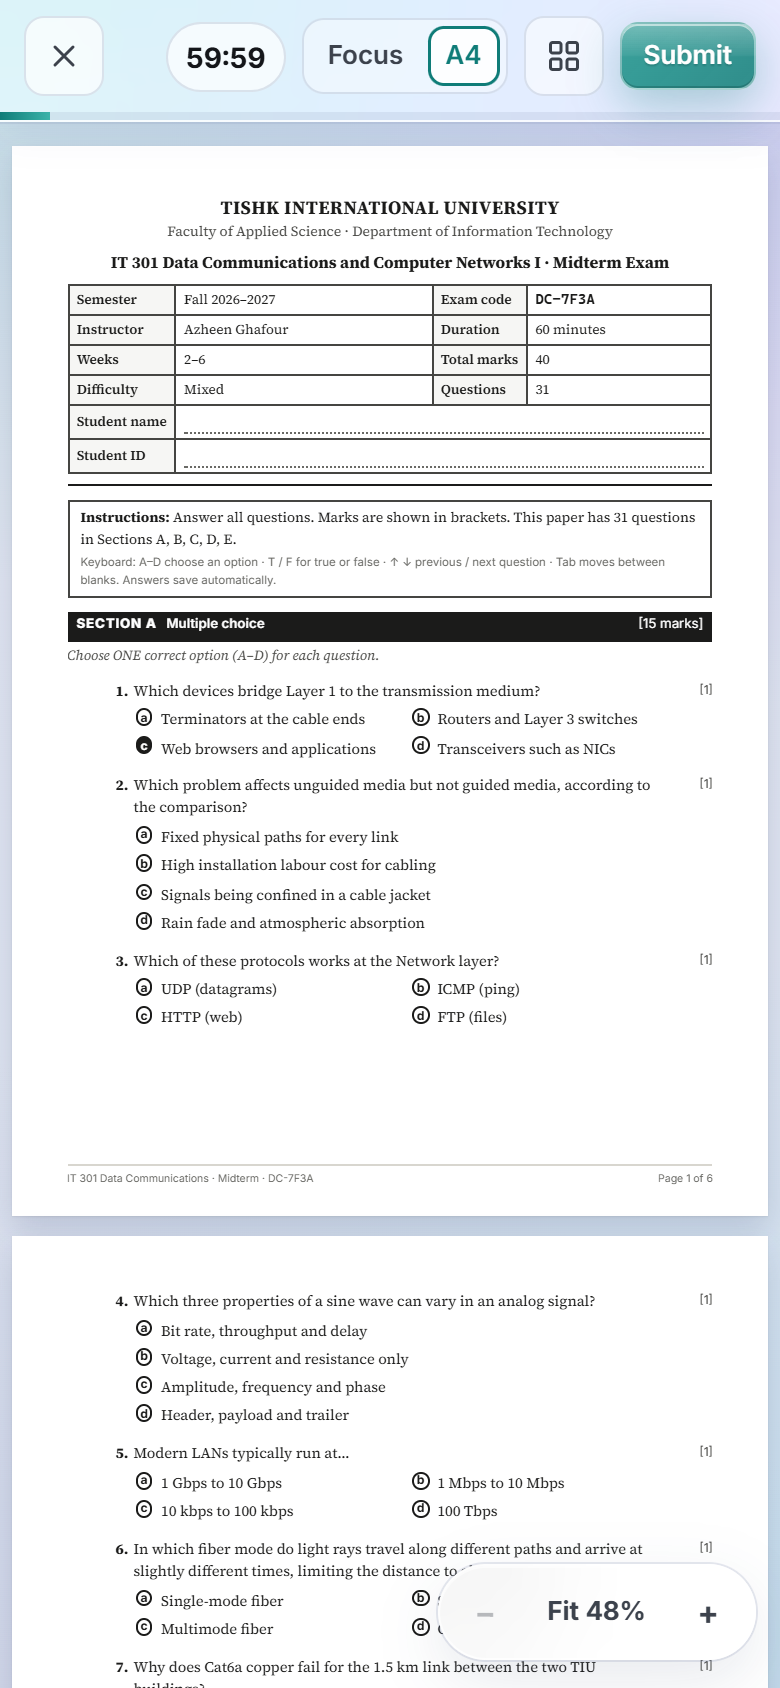 59:59
Focus
A4
Submit
TISHK INTERNATIONAL UNIVERSITY
Faculty of Applied Science · Department of Information Technology
IT 301 Data Communications and Computer Networks I · Midterm Exam
Semester Fall 2026–2027 Exam code DC-7F3A
Instructor Azheen Ghafour Duration 60 minutes
Weeks 2–6 Total marks 40
Difficulty Mixed Questions 31
Student name
Student ID
Instructions: Answer all questions. Marks are shown in brackets. This paper has 31 questions
in Sections A, B, C, D, E.
Keyboard: A–D choose an option · T / F for true or false · ↑ ↓ previous / next question · Tab moves between
blanks. Answers save automatically.
SECTION A Multiple choice [15 marks]
Choose ONE correct option (A–D) for each question.
1. Which devices bridge Layer 1 to the transmission medium? [1]
a Terminators at the cable ends b Routers and Layer 3 switches
c Web browsers and applications d Transceivers such as NICs
2. Which problem affects unguided media but not guided media, according to [1]
the comparison?
a Fixed physical paths for every link
b High installation labour cost for cabling
c Signals being confined in a cable jacket
d Rain fade and atmospheric absorption
3. Which of these protocols works at the Network layer? [1]
a UDP (datagrams) b ICMP (ping)
c HTTP (web) d FTP (files)
IT 301 Data Communications · Midterm · DC-7F3A Page 1 of 6
4. Which three properties of a sine wave can vary in an analog signal? [1]
a Bit rate, throughput and delay
b Voltage, current and resistance only
c Amplitude, frequency and phase
d Header, payload and trailer
5. Modern LANs typically run at... [1]
a 1 Gbps to 10 Gbps b 1 Mbps to 10 Mbps
c 10 kbps to 100 kbps d 100 Tbps
6. In which fiber mode do light rays travel along different paths and arrive at [1]
slightly different times, limiting the distance to
a Single-mode fiber b
c Multimode fiber d
Fit 48%
7. Why does Cat6a copper fail for the 1.5 km link between the two TIU [1]
buildings?